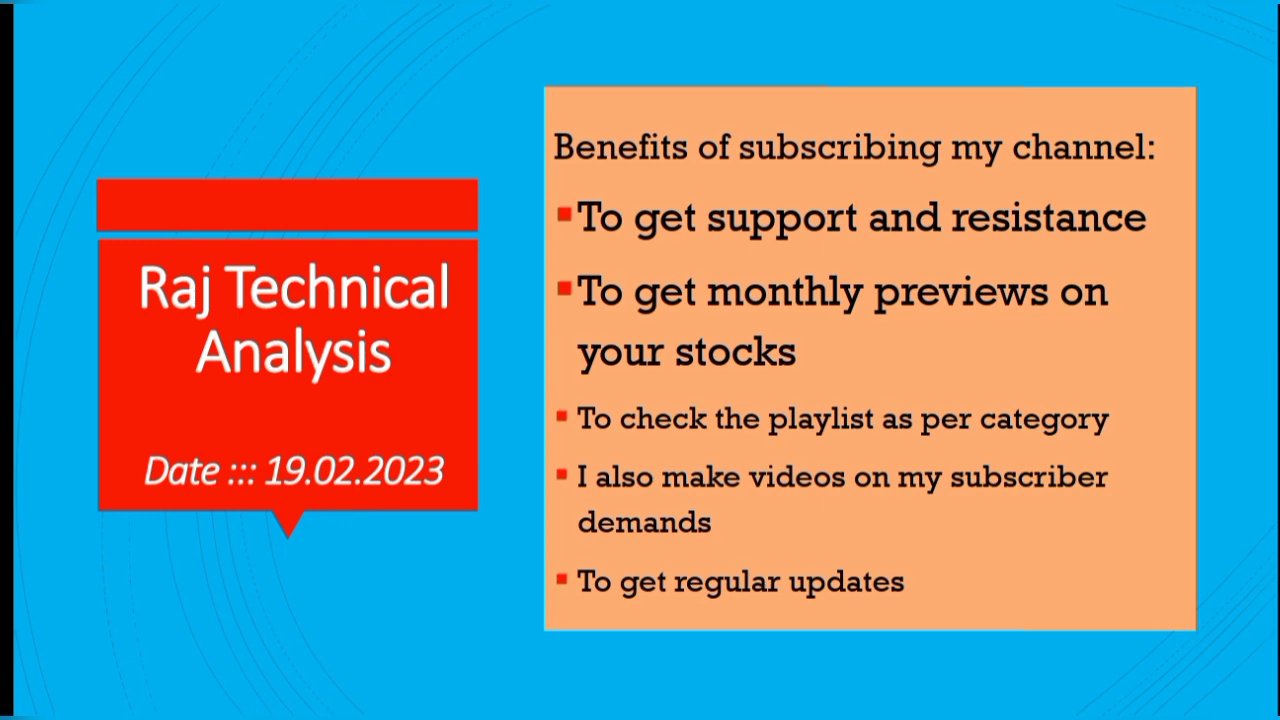 Raj Technical
Analysis
Date ::: 19.02.2023
Benefits of subscribing my channel:
To get support and resistance
To get monthly previews on
your stocks
To check the playlist as per category
I also make videos on my subscriber
demands
To get regular updates